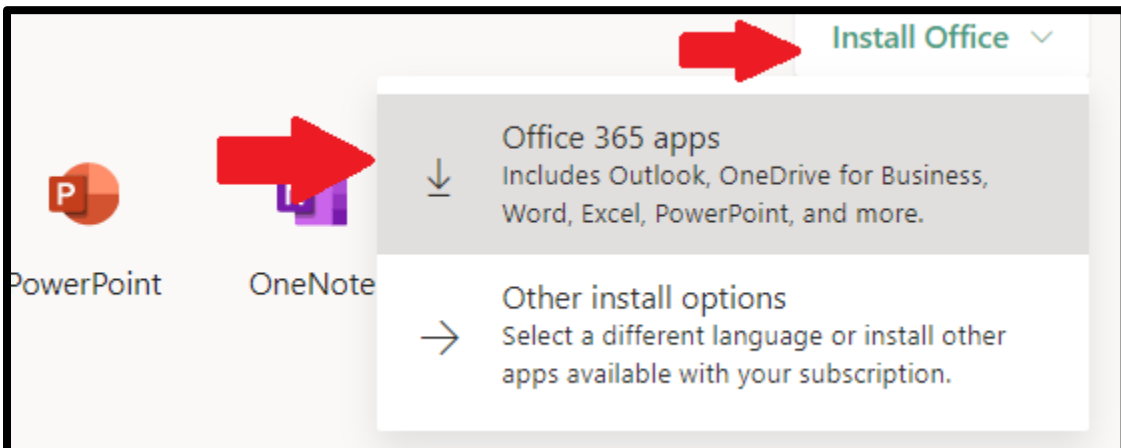 Install Office
Office 365 apps
Includes Outlook, OneDrive for Business,
Word, Excel, PowerPoint, and more.
P
N
PowerPoint
OneNote
Other install options
Select a different language or install other
apps available with your subscription.